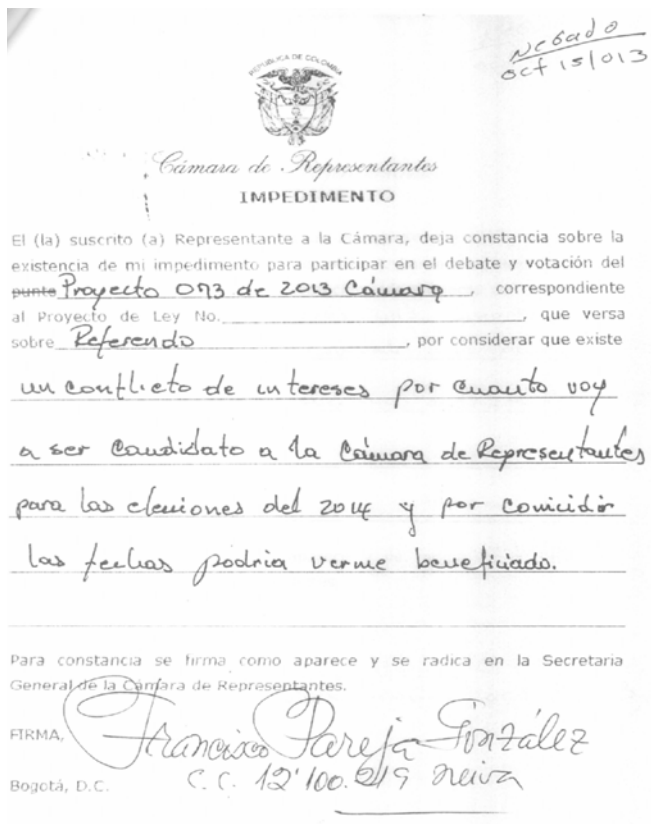 Negado
oct 15/013
REPUBLICA DE COLOMBIA
Cámara de Representantes
IMPEDIMENTO
El (la) suscrito (a) Representante a la Cámara, deja constancia sobre la
existencia de mi impedimento para participar en el debate y votación del
punto Proyecto 073 de 2013 Cámara, correspondiente
al Proyecto de Ley No. , que versa
sobre Referendo , por considerar que existe
un conflicto de intereses por cuanto voy
a ser Candidato a la Cámara de Representantes
para las elecciones del 2014 y por coincidir
las fechas podria verme beneficiado.
Para constancia se firma como aparece y se radica en la Secretaria
General de la Cámara de Representantes.
FIRMA, Francisco Pareja González
Bogotá, D.C. C.C. 12'100.219 Neiva